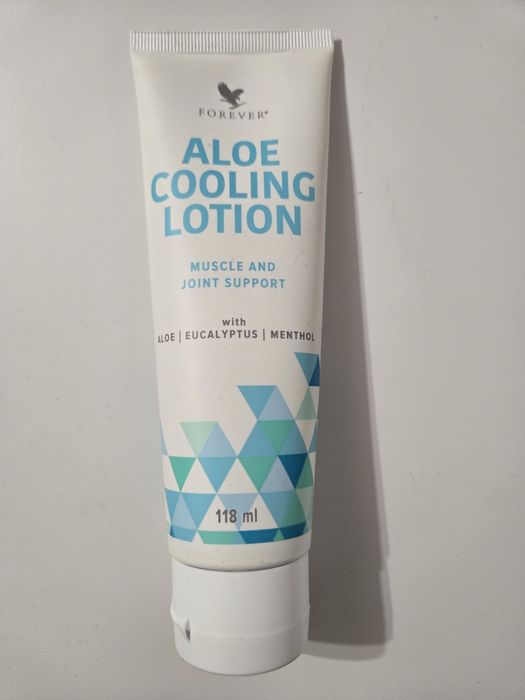 FOREVER®
ALOE
COOLING
LOTION
MUSCLE AND
JOINT SUPPORT
with
ALOE | EUCALYPTUS | MENTHOL
118 ml